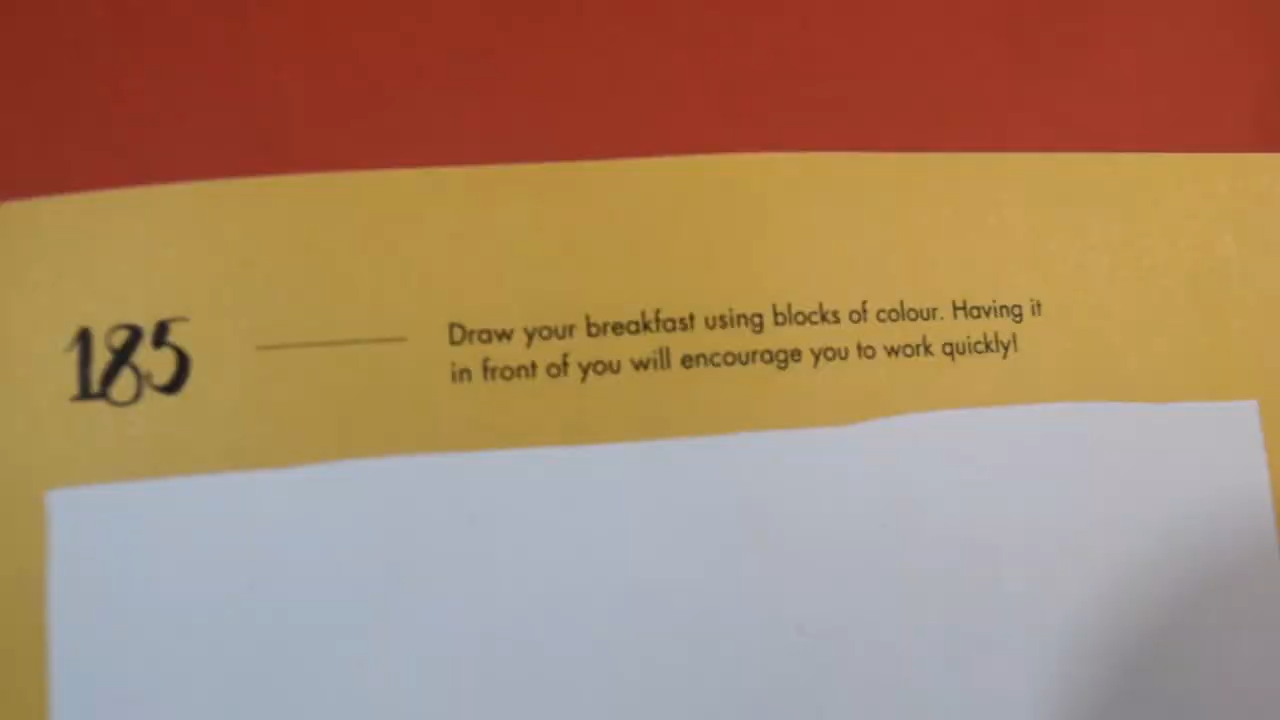 185
Draw your breakfast using blocks of colour. Having it
in front of you will encourage you to work quickly!